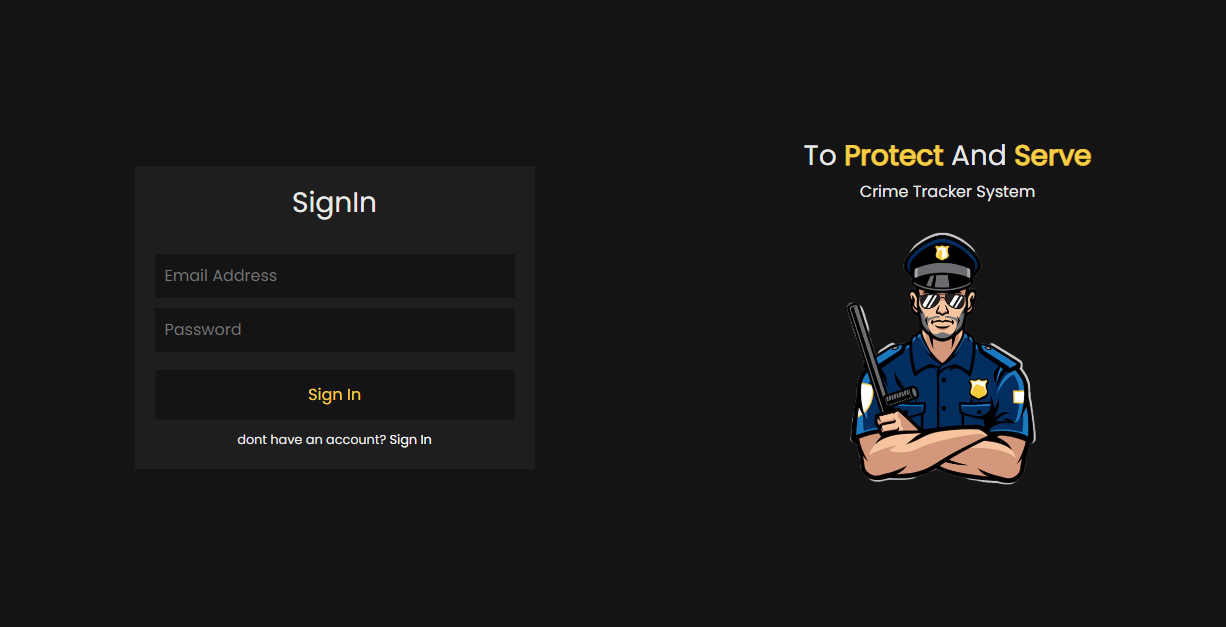 SignIn
Email Address
Password
Sign In
dont have an account? Sign In
To Protect And Serve
Crime Tracker System